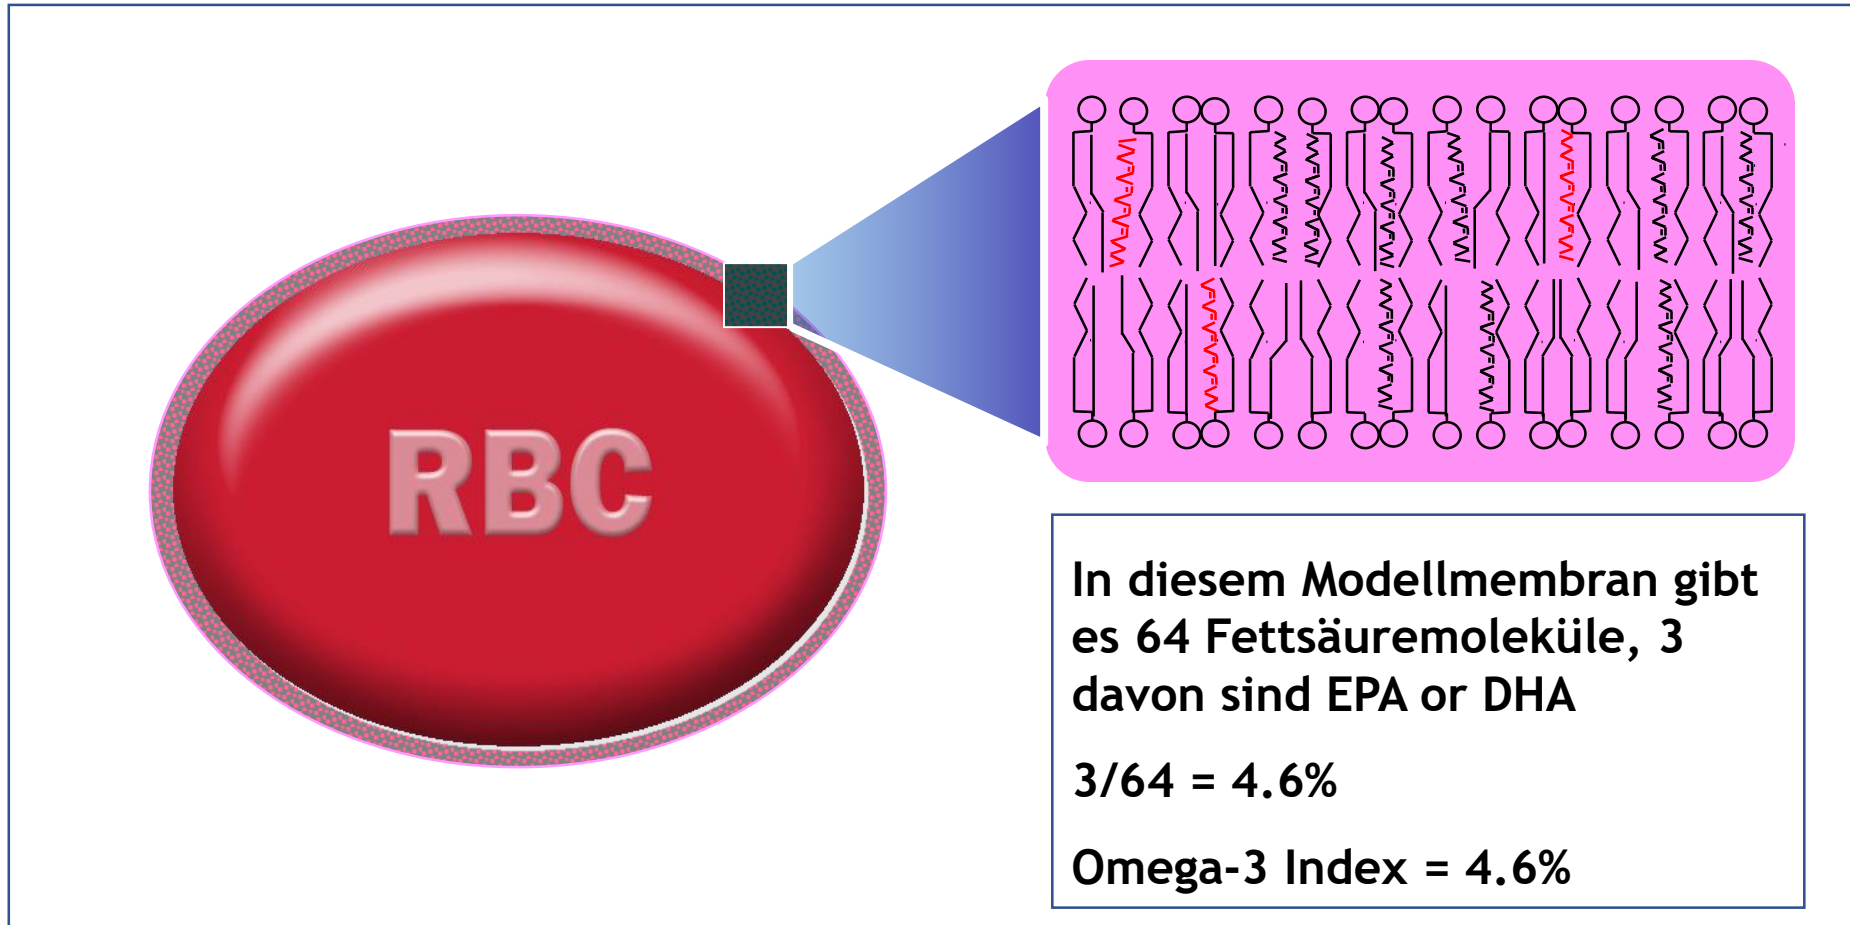 RBC
In diesem Modellmembran gibt
es 64 Fettsäuremoleküle, 3
davon sind EPA or DHA
3/64 = 4.6%
Omega-3 Index = 4.6%